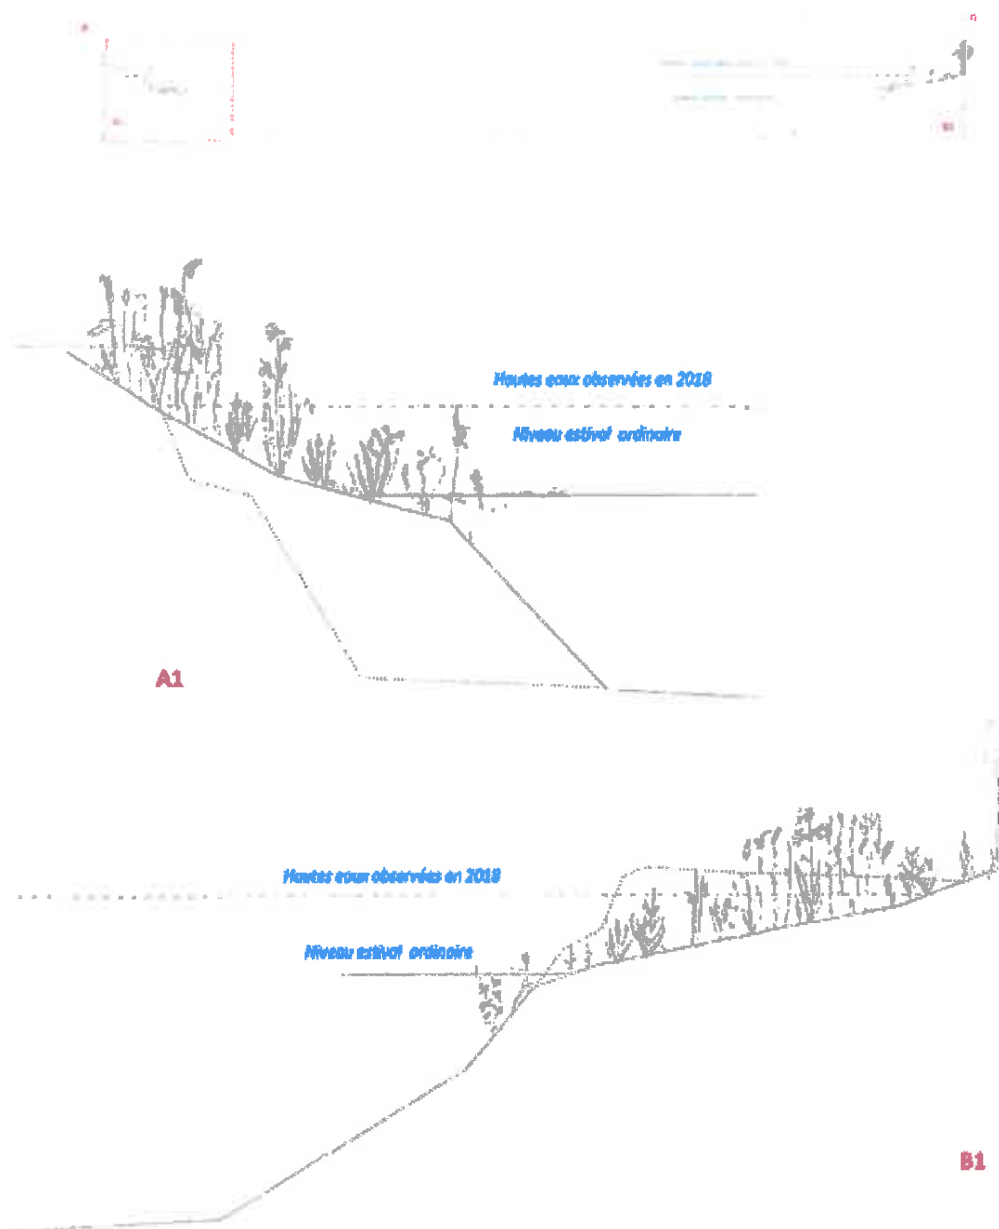 Hautes eaux observées en 2018
Niveau estival ordinaire
A1
Hautes eaux observées en 2018
Niveau estival ordinaire
B1